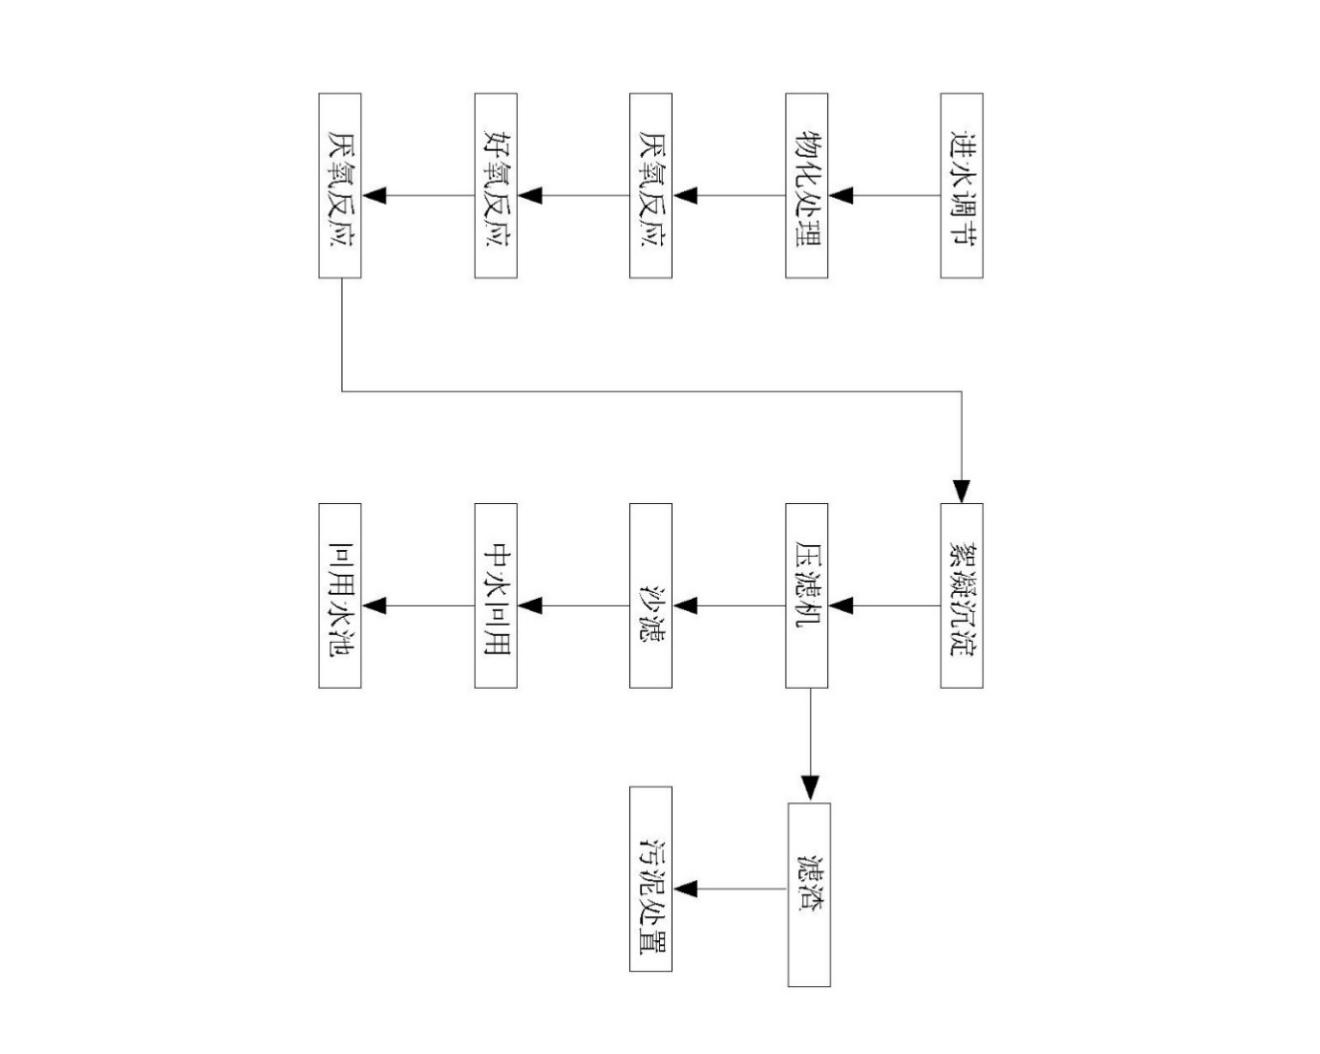 进水调节
物化处理
厌氧反应
好氧反应
厌氧反应
絮凝沉淀
压滤机
沙滤
中水回用
回用水池
滤渣
污泥处置